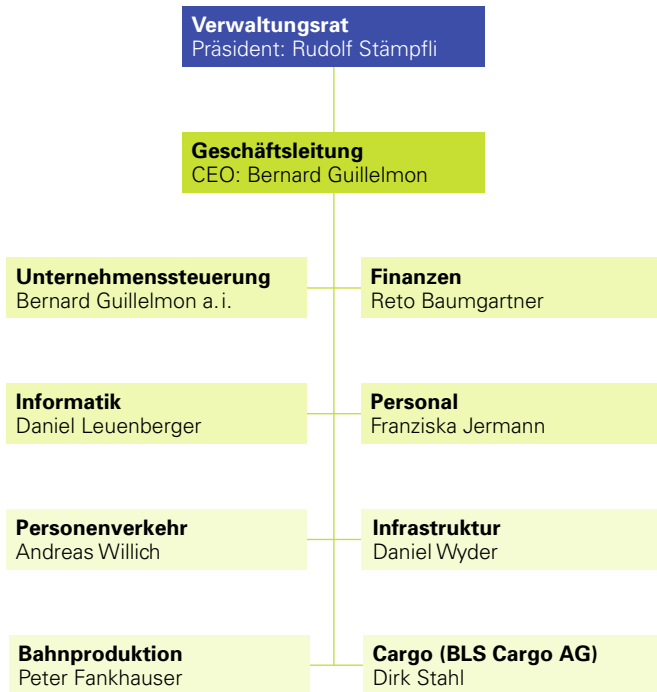 Verwaltungsrat
Präsident: Rudolf Stämpfli
Geschäftsleitung
CEO: Bernard Guillelmon
Unternehmenssteuerung
Bernard Guillelmon a.i.
Finanzen
Reto Baumgartner
Informatik
Daniel Leuenberger
Personal
Franziska Jermann
Personenverkehr
Andreas Willich
Infrastruktur
Daniel Wyder
Bahnproduktion
Peter Fankhauser
Cargo (BLS Cargo AG)
Dirk Stahl